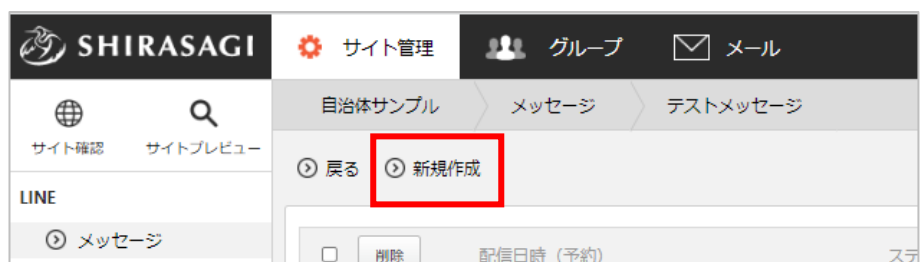 SHIRASAGI サイト管理 グループ メール
自治体サンプル メッセージ テストメッセージ
サイト確認 サイトプレビュー
戻る 新規作成
LINE
メッセージ
削除 配信日時（予約） ステ